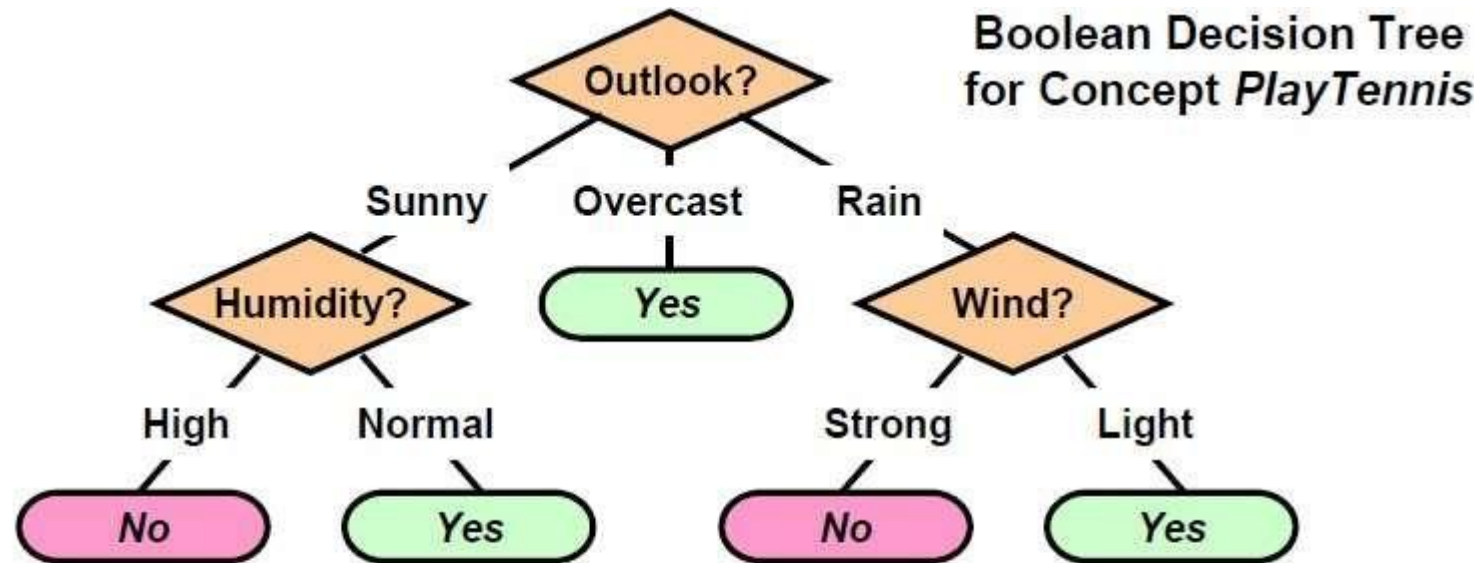 Boolean Decision Tree
for Concept PlayTennis
Outlook?
Sunny Overcast Rain
Humidity? Yes Wind?
High Normal Strong Light
No Yes No Yes